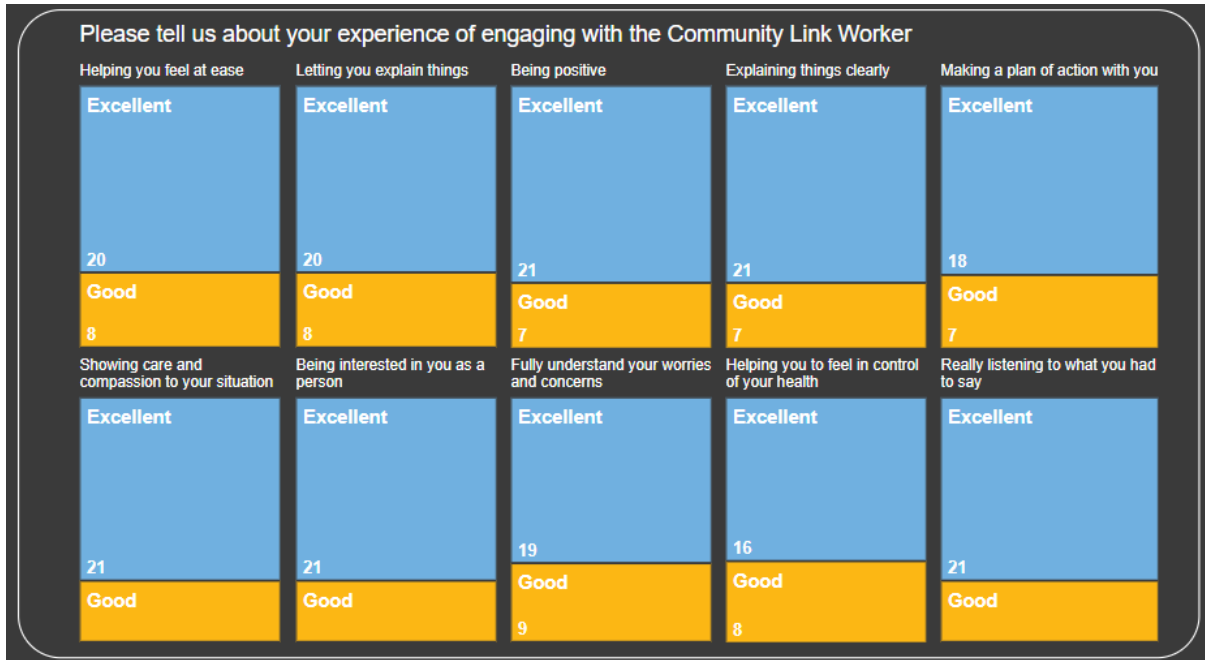 Please tell us about your experience of engaging with the Community Link Worker
Helping you feel at ease
Excellent
20
Good
8
Letting you explain things
Excellent
20
Good
8
Being positive
Excellent
21
Good
7
Explaining things clearly
Excellent
21
Good
7
Making a plan of action with you
Excellent
18
Good
7
Showing care and
compassion to your situation
Excellent
21
Good
Being interested in you as a
person
Excellent
21
Good
Fully understand your worries
and concerns
Excellent
19
Good
9
Helping you to feel in control
of your health
Excellent
16
Good
8
Really listening to what you had
to say
Excellent
21
Good